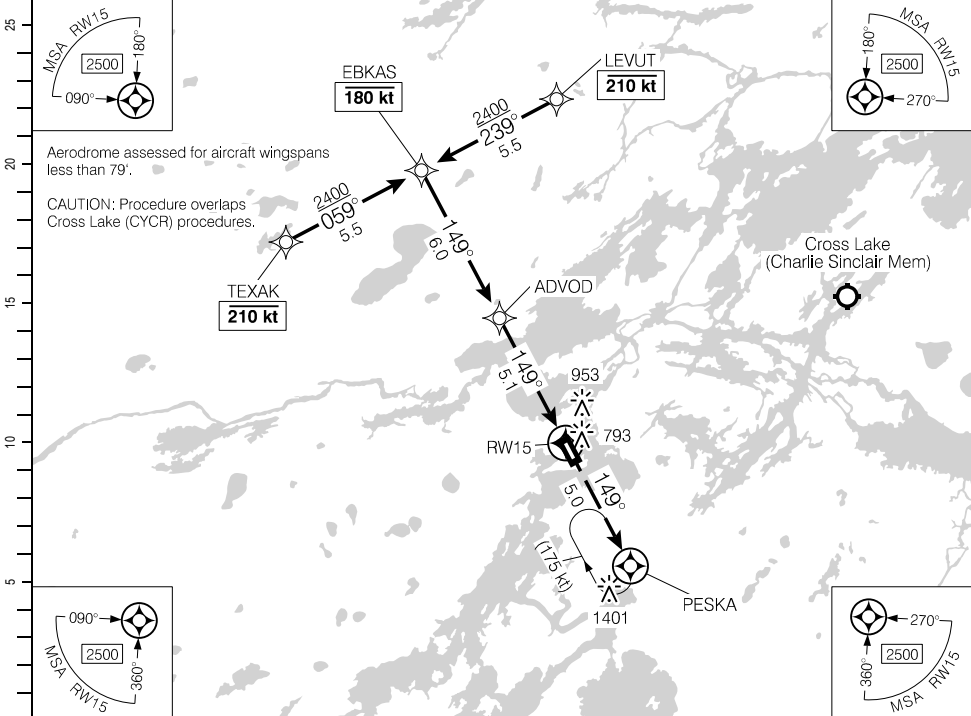 25
20
15
10
5
MSA RW15
2500
180°
090°
MSA RW15
2500
180°
270°
Aerodrome assessed for aircraft wingspans
less than 79'.
CAUTION: Procedure overlaps
Cross Lake (CYCR) procedures.
EBKAS
180 kt
LEVUT
210 kt
2400
239°
5.5
2400
059°
5.5
TEXAK
210 kt
149°
6.0
ADVOD
Cross Lake
(Charlie Sinclair Mem)
149°
5.1
953
793
RW15
149°
5.0
(175 kt)
PESKA
1401
090°
2500
360°
MSA RW15
270°
2500
360°
MSA RW15